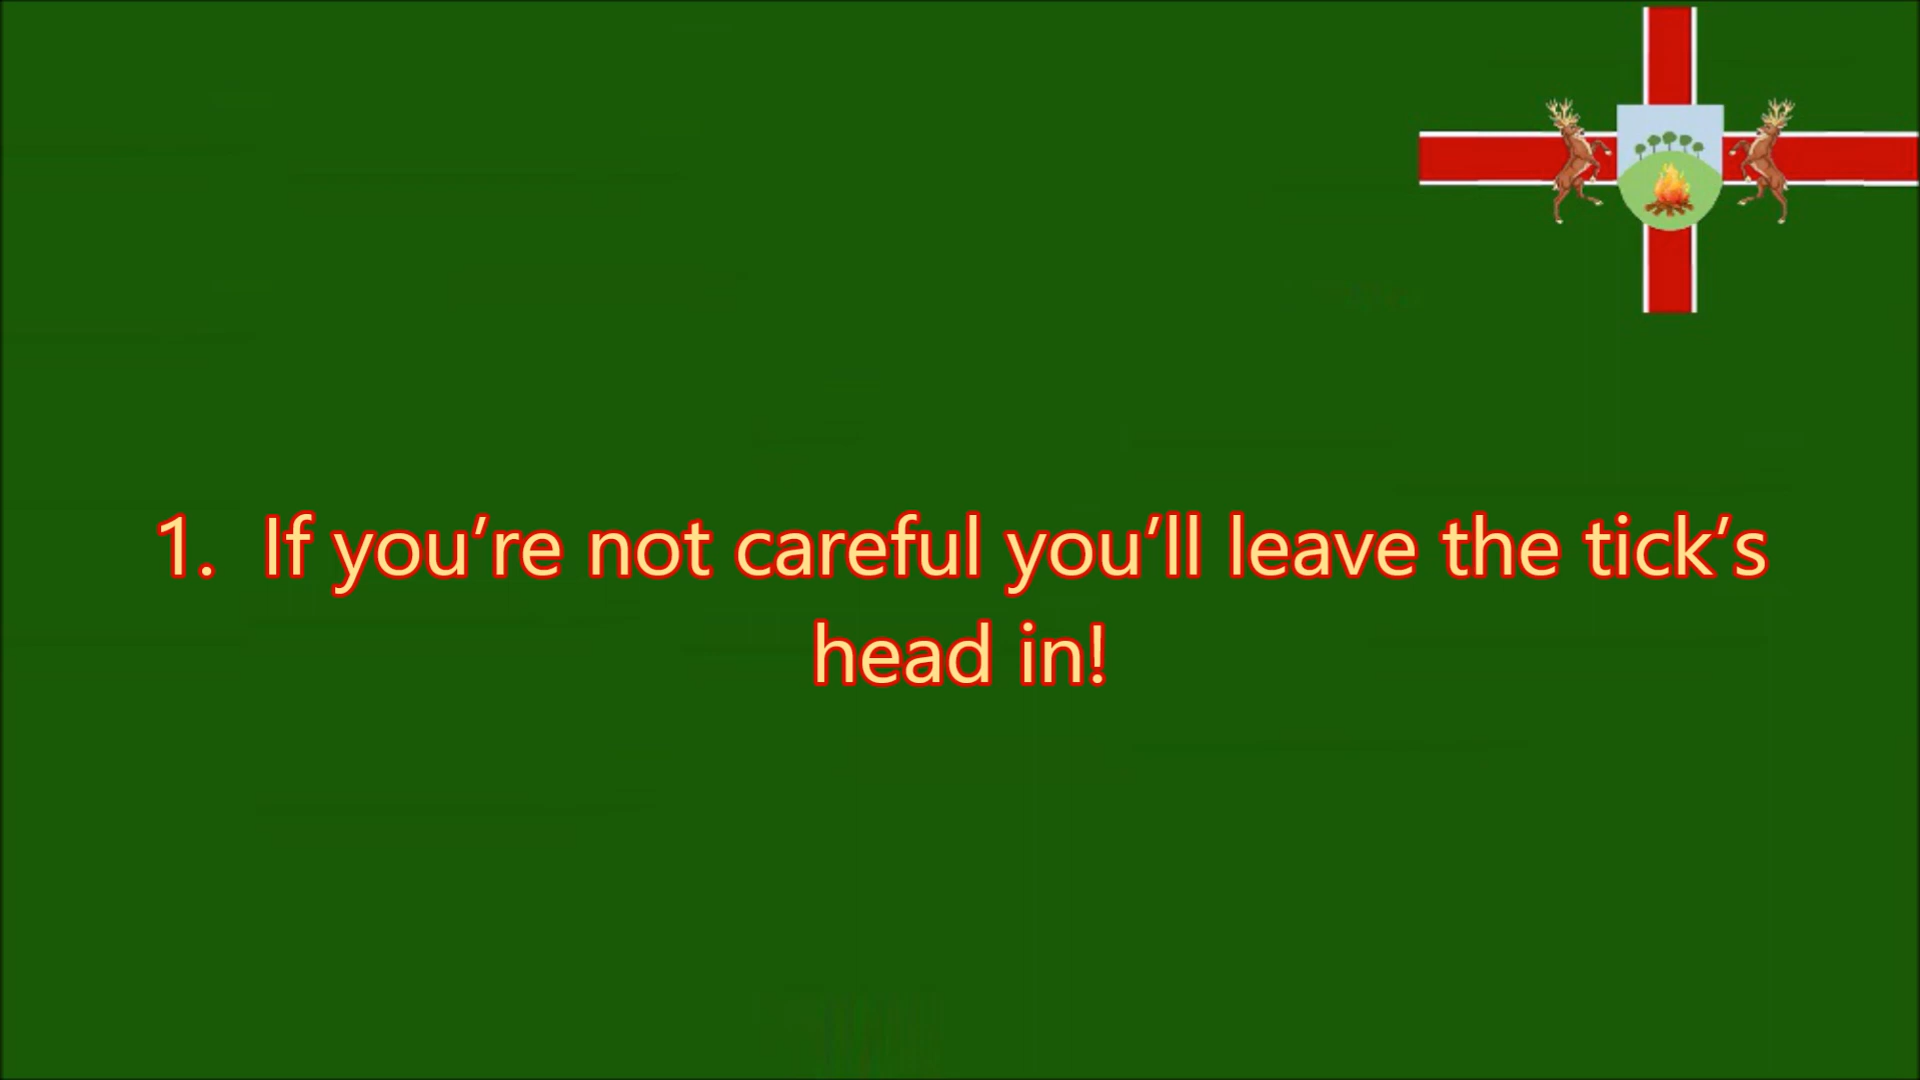 1.  If you’re not careful you’ll leave the tick’s
head in!